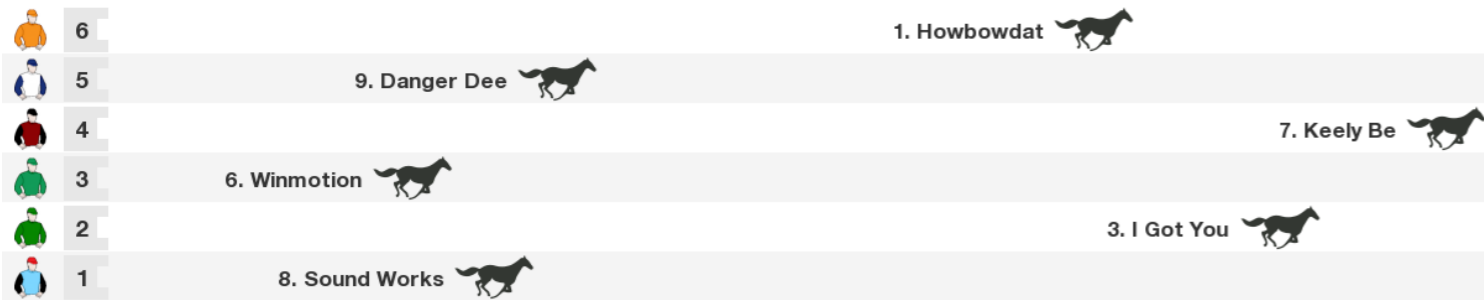 6 1. Howbowdat
5 9. Danger Dee
4 7. Keely Be
3 6. Winmotion
2 3. I Got You
1 8. Sound Works